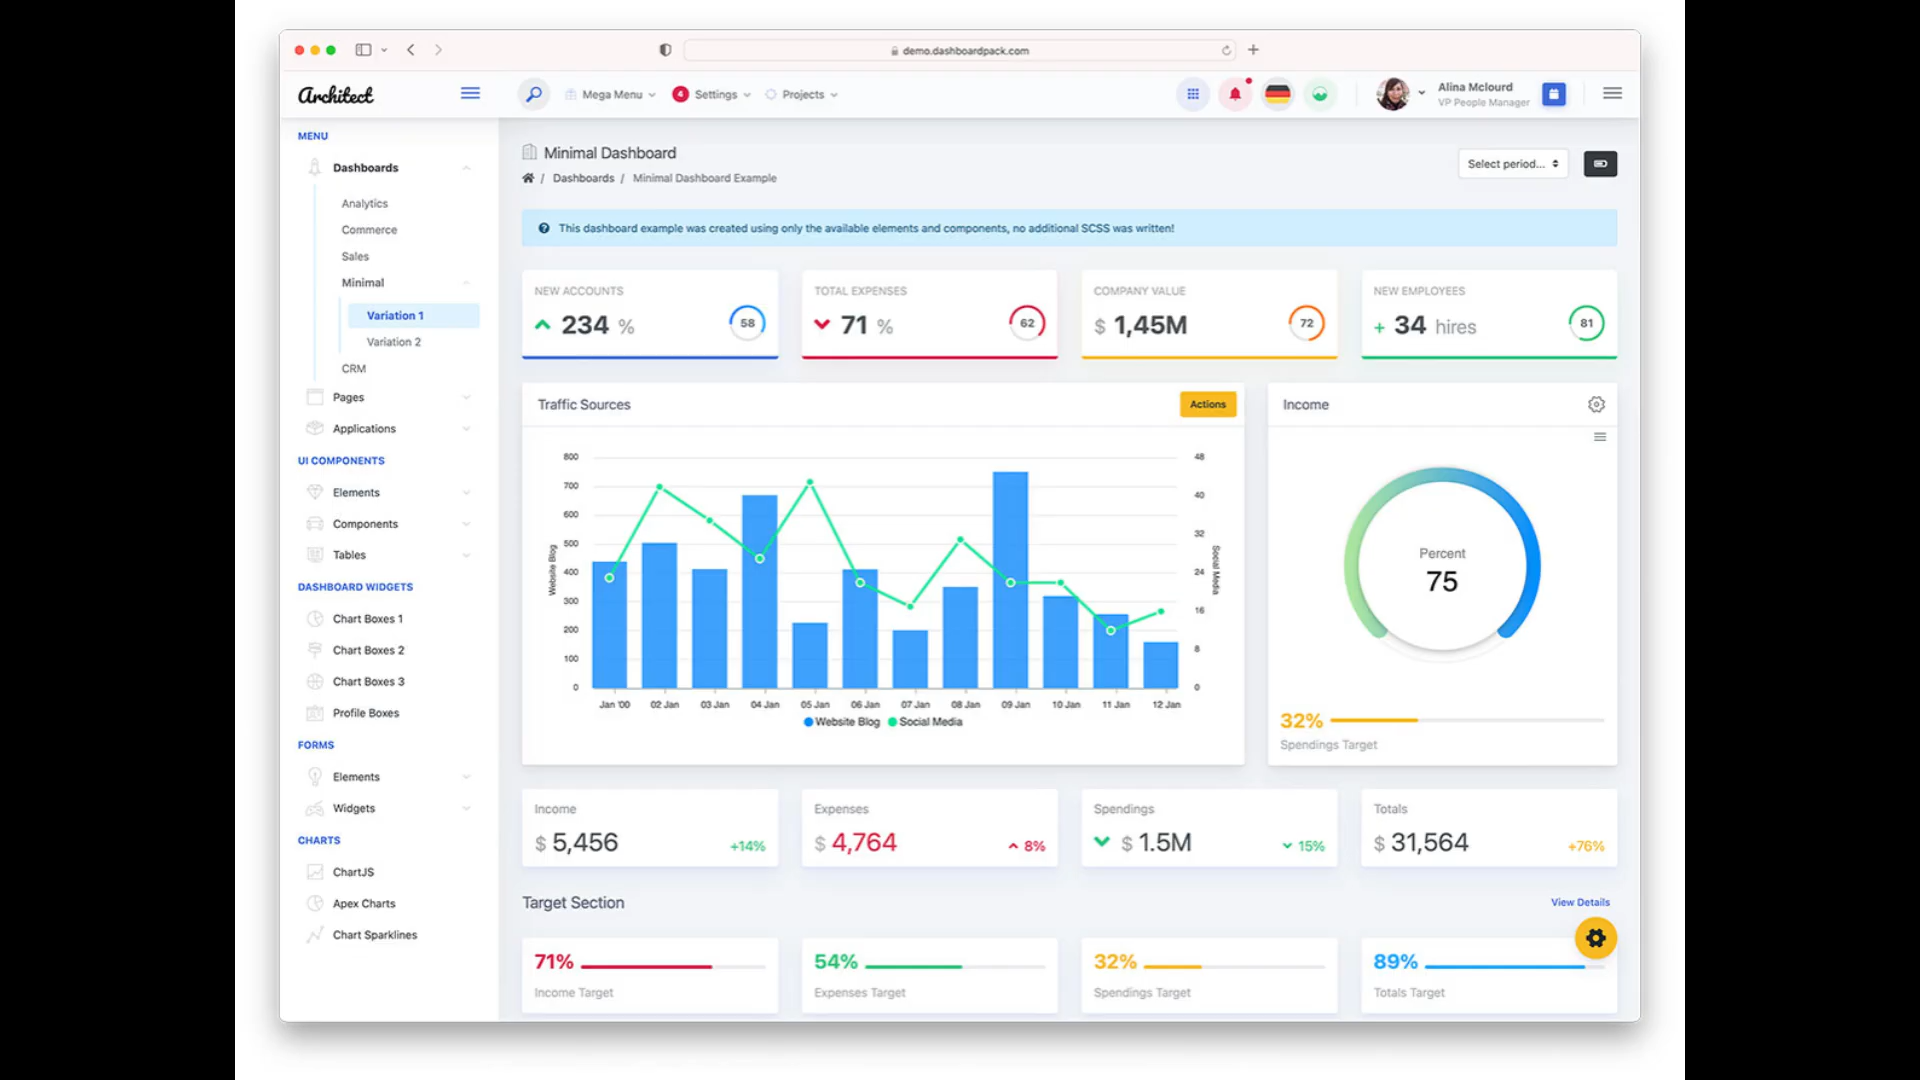 demo.dashboardpack.com
Architect
Mega Menu
4
Settings
Projects
Alina Mclourd
VP People Manager
MENU
Dashboards
Analytics
Commerce
Sales
Minimal
Variation 1
Variation 2
CRM
Pages
Applications
UI COMPONENTS
Elements
Components
Tables
DASHBOARD WIDGETS
Chart Boxes 1
Chart Boxes 2
Chart Boxes 3
Profile Boxes
FORMS
Elements
Widgets
CHARTS
ChartJS
Apex Charts
Chart Sparklines
Minimal Dashboard
/ Dashboards / Minimal Dashboard Example
Select period...
This dashboard example was created using only the available elements and components, no additional SCSS was written!
NEW ACCOUNTS
234 %
58
TOTAL EXPENSES
71 %
62
COMPANY VALUE
$ 1,45M
72
NEW EMPLOYEES
+ 34 hires
81
Traffic Sources
Actions
800
700
600
500
400
300
200
100
0
Website Blog
48
40
32
24
16
8
0
Social Media
Jan '00 02 Jan 03 Jan 04 Jan 05 Jan 06 Jan 07 Jan 08 Jan 09 Jan 10 Jan 11 Jan 12 Jan
Website Blog Social Media
Income
Percent
75
32%
Spendings Target
Income
$ 5,456 +14%
Expenses
$ 4,764 8%
Spendings
$ 1.5M 15%
Totals
$ 31,564 +76%
Target Section
View Details
71%
Income Target
54%
Expenses Target
32%
Spendings Target
89%
Totals Target